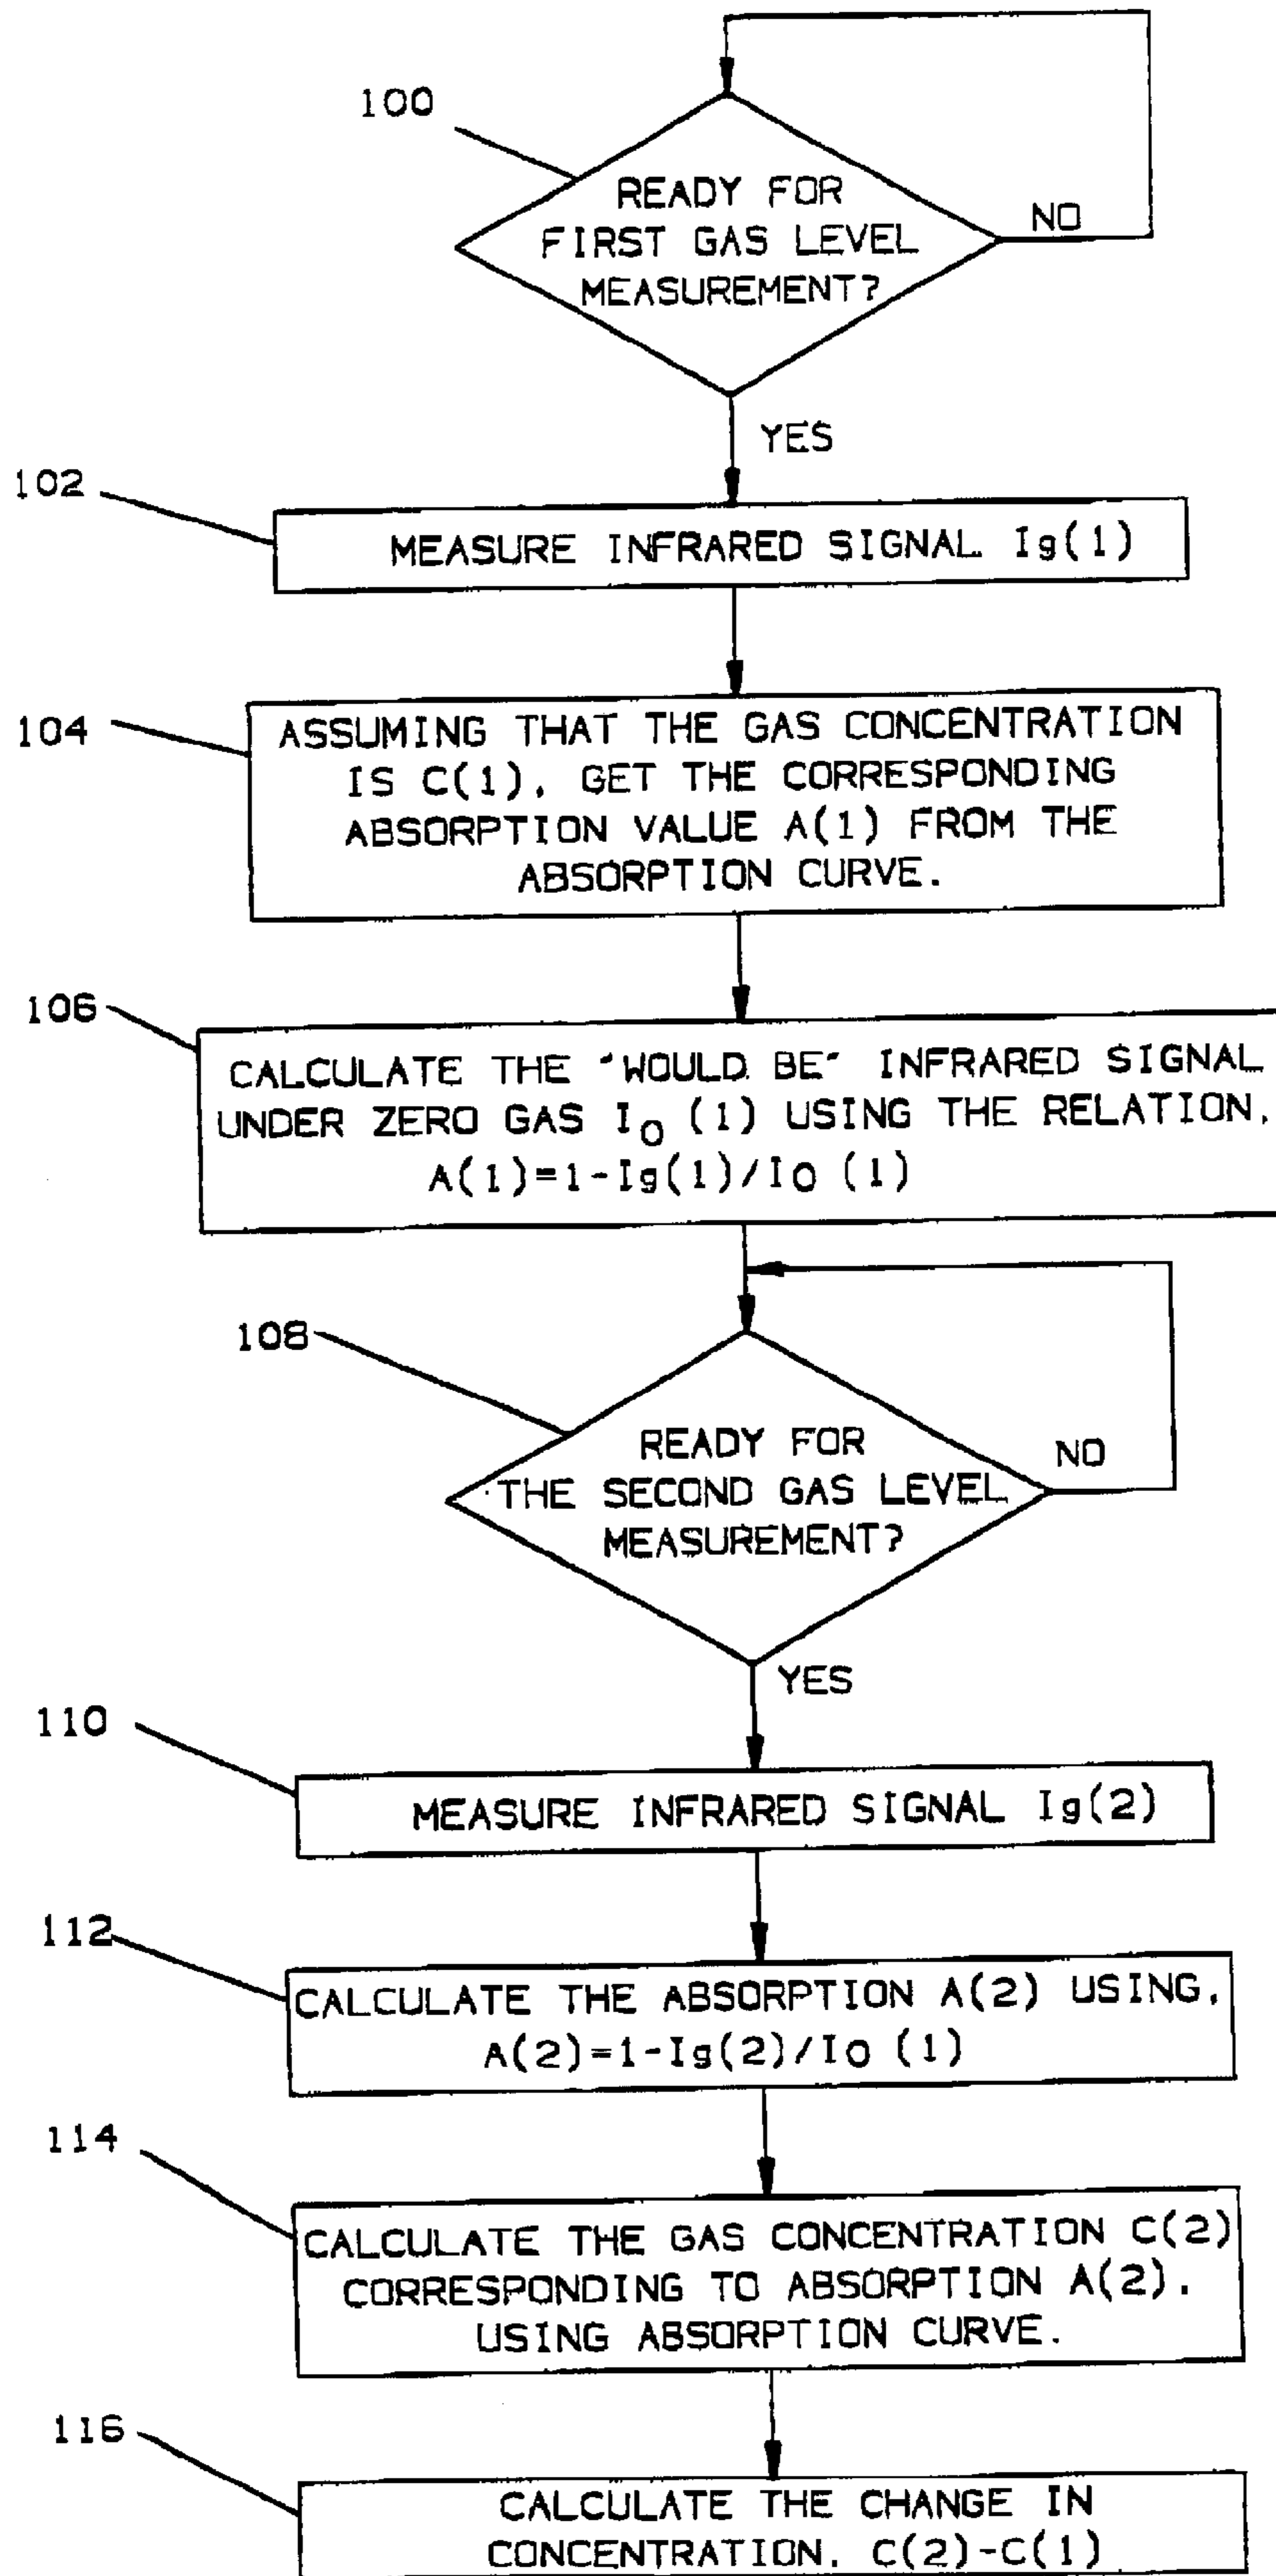 100
READY FOR
FIRST GAS LEVEL
MEASUREMENT?
NO
YES
102
MEASURE INFRARED SIGNAL Ig(1)
104
ASSUMING THAT THE GAS CONCENTRATION
IS C(1). GET THE CORRESPONDING
ABSORPTION VALUE A(1) FROM THE
ABSORPTION CURVE.
106
CALCULATE THE "WOULD BE" INFRARED SIGNAL
UNDER ZERO GAS IO (1) USING THE RELATION.
A(1)=1-Ig(1)/IO (1)
108
READY FOR
THE SECOND GAS LEVEL
MEASUREMENT?
NO
YES
110
MEASURE INFRARED SIGNAL Ig(2)
112
CALCULATE THE ABSORPTION A(2) USING.
A(2)=1-Ig(2)/IO (1)
114
CALCULATE THE GAS CONCENTRATION C(2)
CORRESPONDING TO ABSORPTION A(2).
USING ABSORPTION CURVE.
116
CALCULATE THE CHANGE IN
CONCENTRATION. C(2)-C(1)